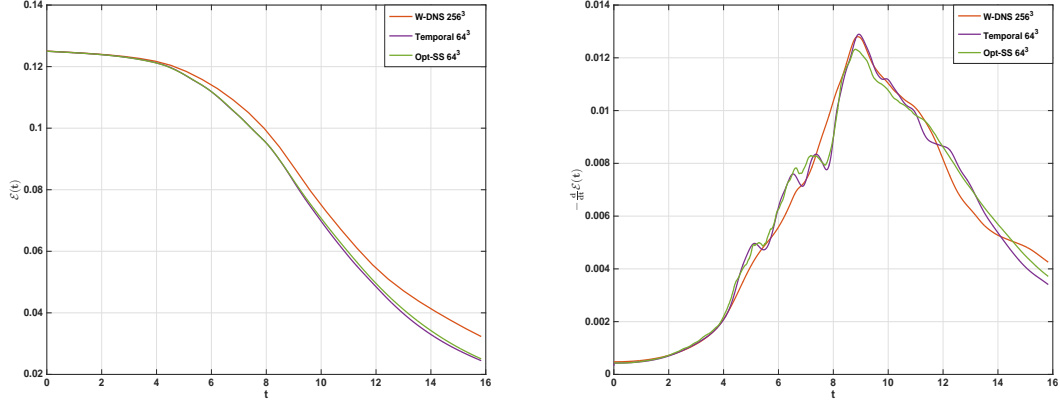 0.14
0.12
0.1
0.08
0.06
0.04
0.02
0 2 4 6 8 10 12 14 16
t
ℰ(t)
W-DNS 256³
Temporal 64³
Opt-SS 64³
0.014
0.012
0.01
0.008
0.006
0.004
0.002
0
0 2 4 6 8 10 12 14 16
t
− d/dt ℰ(t)
W-DNS 256³
Temporal 64³
Opt-SS 64³